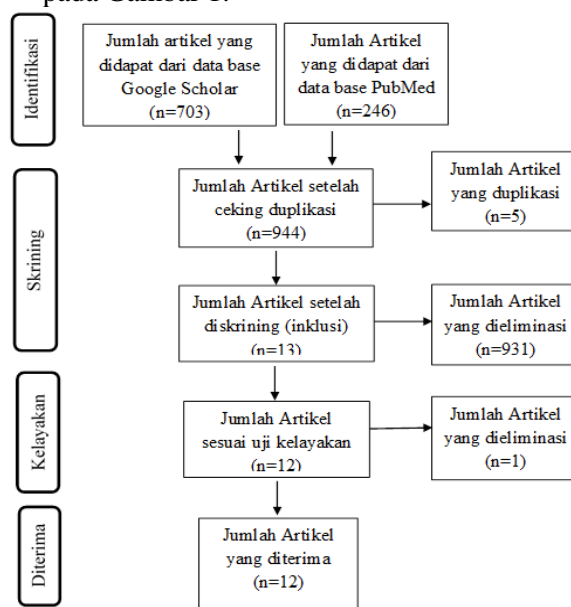 pada Gambar 1.
Identifikasi
Jumlah artikel yang
didapat dari data base
Google Scholar
(n=703)
Jumlah Artikel
yang didapat dari
data base PubMed
(n=246)
Skrining
Jumlah Artikel setelah
ceking duplikasi
(n=944)
Jumlah Artikel
yang duplikasi
(n=5)
Jumlah Artikel setelah
diskrining (inklusi)
(n=13)
Jumlah Artikel
yang dieliminasi
(n=931)
Kelayakan
Jumlah Artikel
sesuai uji kelayakan
(n=12)
Jumlah Artikel
yang dieliminasi
(n=1)
Diterima
Jumlah Artikel
yang diterima
(n=12)